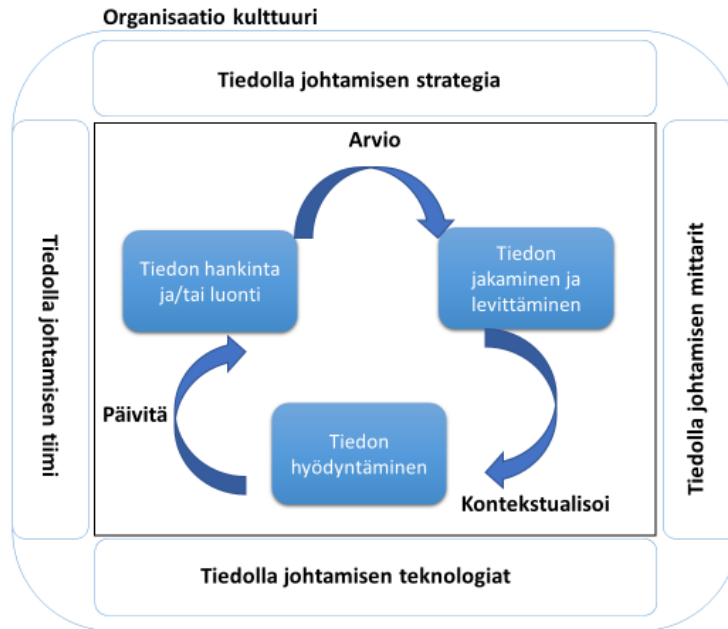 Organisaatio kulttuuri
Tiedolla johtamisen strategia
Arvio
Tiedon hankinta
ja/tai luonti
Tiedon
jakaminen ja
levittäminen
Tiedolla johtamisen tiimi
Tiedolla johtamisen mittarit
Päivitä
Tiedon
hyödyntäminen
Kontekstualisoi
Tiedolla johtamisen teknologiat